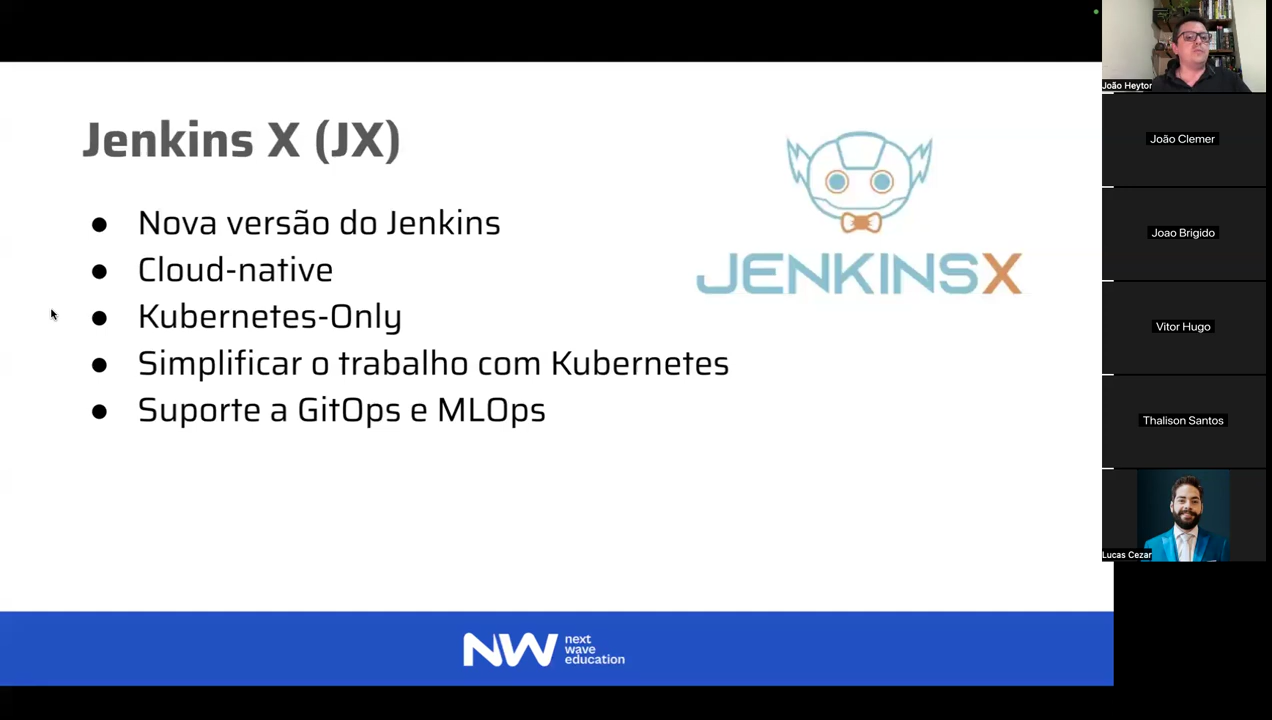 Jenkins X (JX)
● Nova versão do Jenkins
● Cloud-native
● Kubernetes-Only
● Simplificar o trabalho com Kubernetes
● Suporte a GitOps e MLOps
JENKINSX
NW next
wave
education
João Heytor
João Clemer
Joao Brigido
Vitor Hugo
Thalison Santos
Lucas Cezar